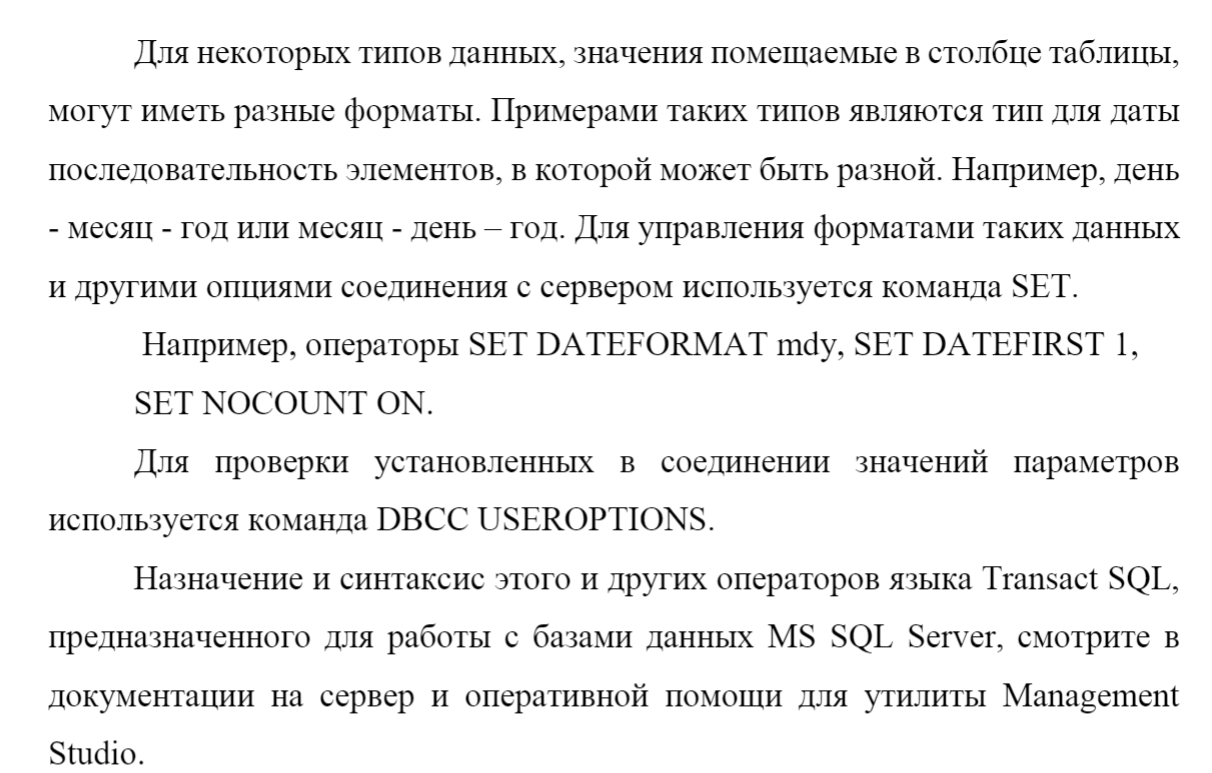 Для некоторых типов данных, значения помещаемые в столбце таблицы,
могут иметь разные форматы. Примерами таких типов являются тип для даты
последовательность элементов, в которой может быть разной. Например, день
- месяц - год или месяц - день – год. Для управления форматами таких данных
и другими опциями соединения с сервером используется команда SET.
Например, операторы SET DATEFORMAT mdy, SET DATEFIRST 1,
SET NOCOUNT ON.
Для проверки установленных в соединении значений параметров
используется команда DBCC USEROPTIONS.
Назначение и синтаксис этого и других операторов языка Transact SQL,
предназначенного для работы с базами данных MS SQL Server, смотрите в
документации на сервер и оперативной помощи для утилиты Management
Studio.